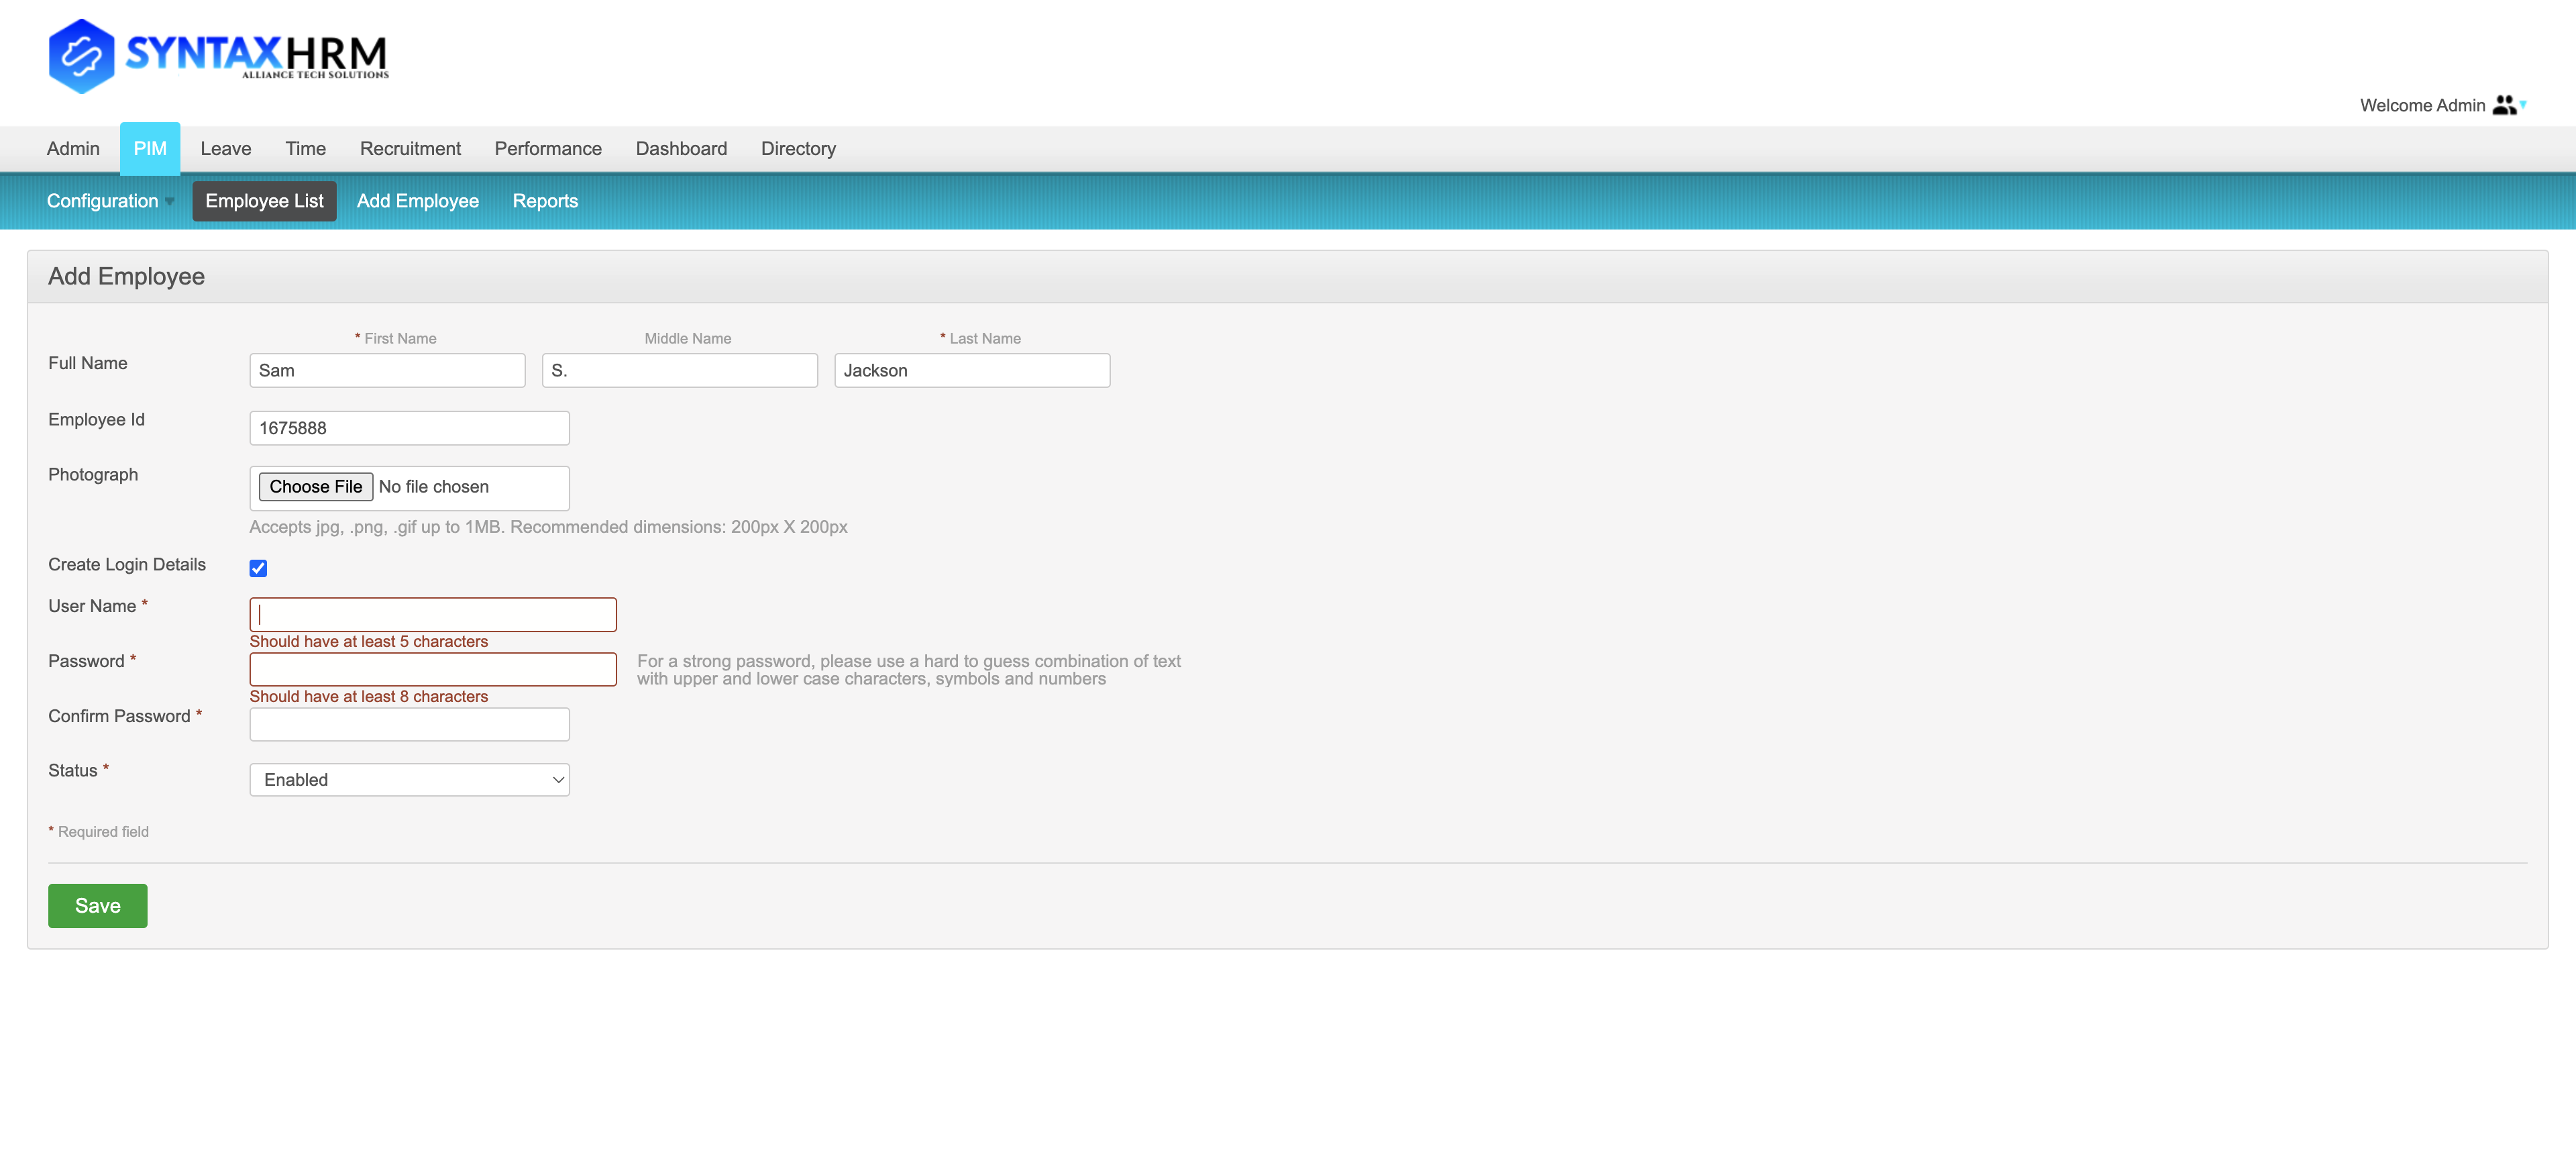 SYNTAXHRM
ALLIANCE TECH SOLUTIONS
Welcome Admin
Admin PIM Leave Time Recruitment Performance Dashboard Directory
Configuration Employee List Add Employee Reports
Add Employee
* First Name Middle Name * Last Name
Full Name Sam S. Jackson
Employee Id 1675888
Photograph Choose File No file chosen
Accepts jpg, .png, .gif up to 1MB. Recommended dimensions: 200px X 200px
Create Login Details
User Name *
Should have at least 5 characters
Password * For a strong password, please use a hard to guess combination of text
with upper and lower case characters, symbols and numbers
Should have at least 8 characters
Confirm Password *
Status * Enabled
* Required field
Save